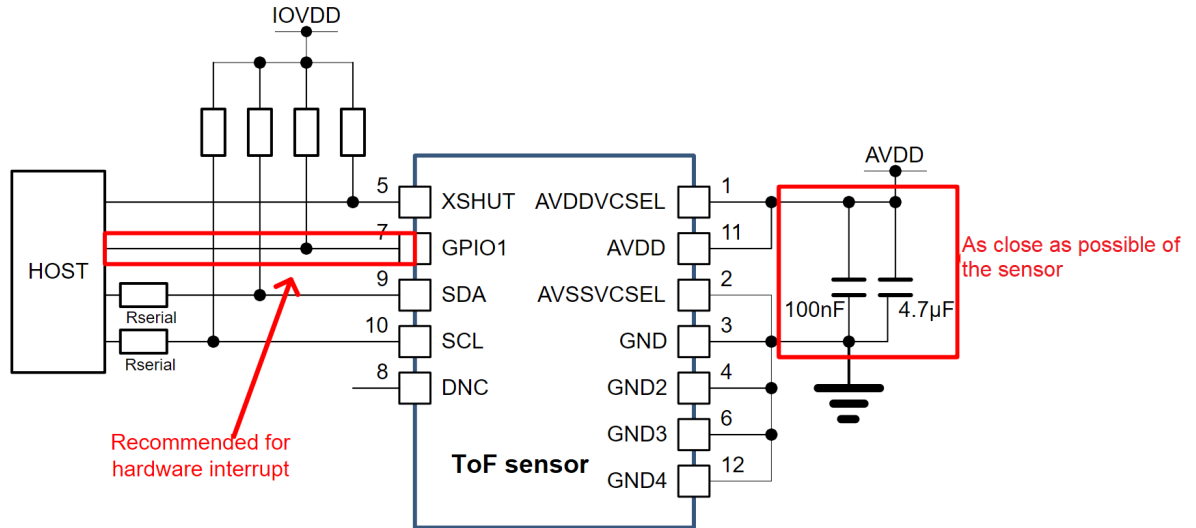 IOVDD
AVDD
5
XSHUT
AVDDVCSEL
1
7
GPIO1
AVDD
11
As close as possible of
the sensor
HOST
9
SDA
AVSSVCSEL
2
100nF
4.7µF
Rserial
10
SCL
GND
3
Rserial
8
DNC
GND2
4
Recommended for
hardware interrupt
GND3
6
ToF sensor
GND4
12